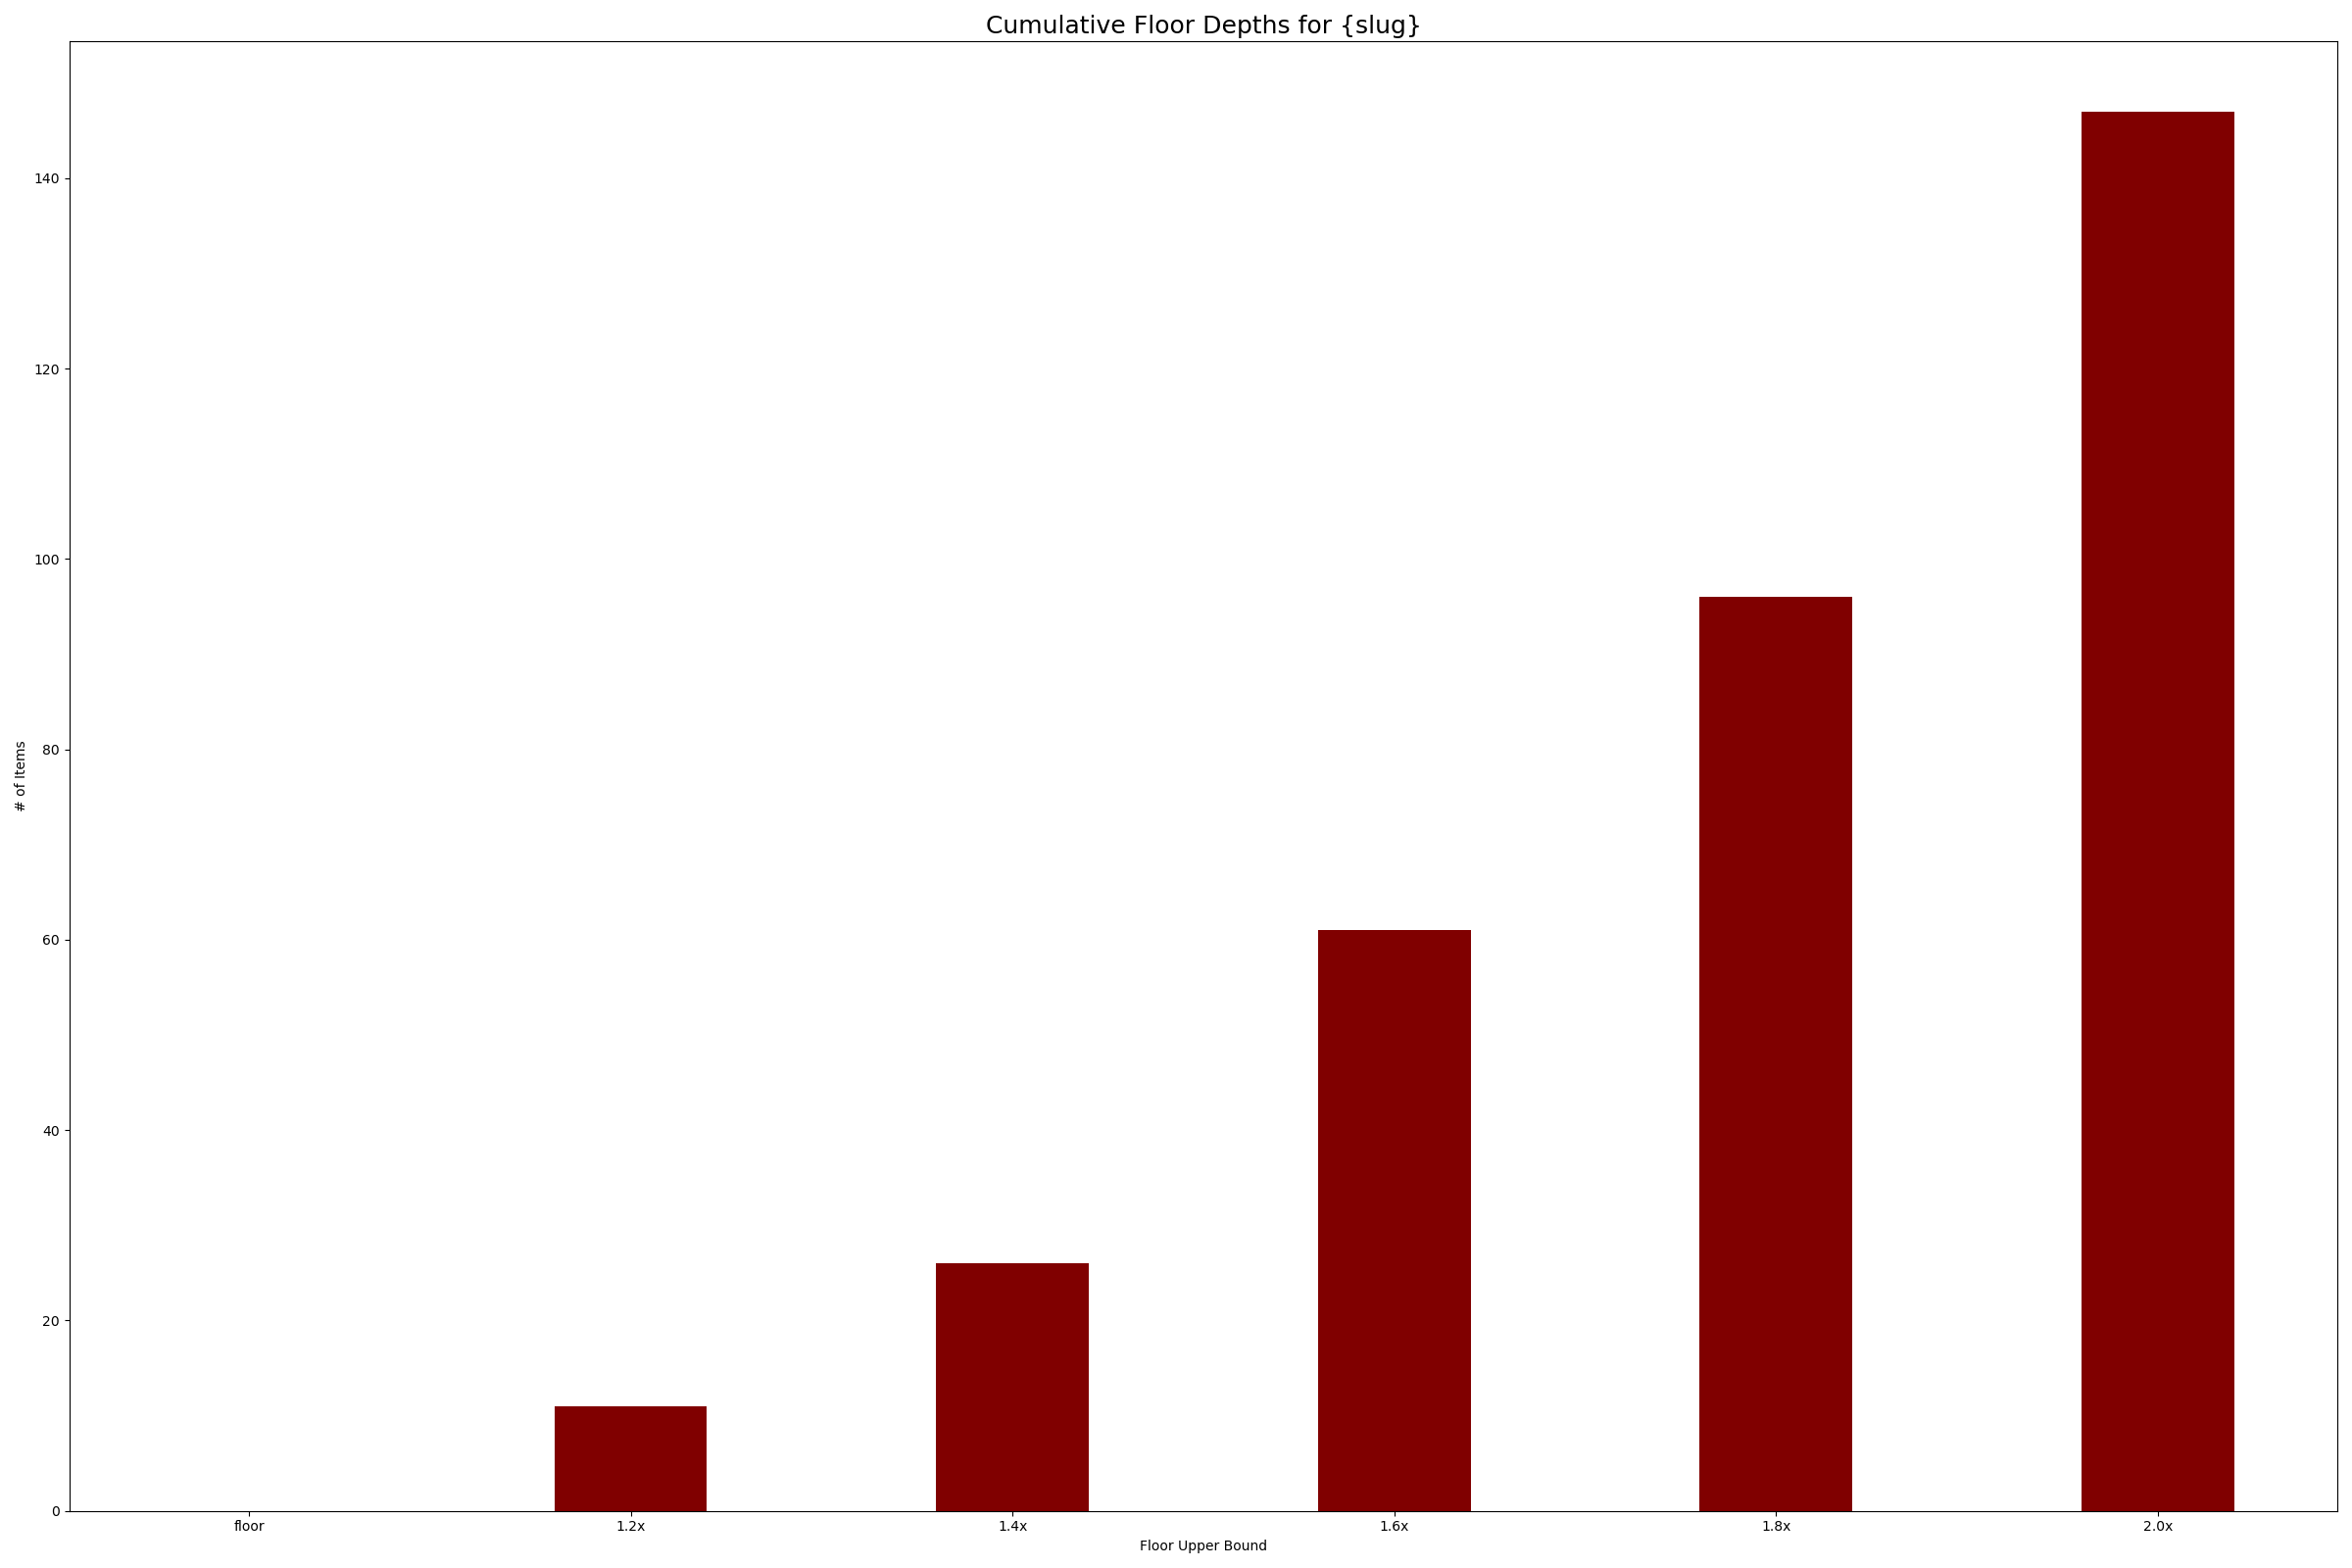 Cumulative Floor Depths for {slug}
# of Items
140
120
100
80
60
40
20
0
floor 1.2x 1.4x 1.6x 1.8x 2.0x
Floor Upper Bound